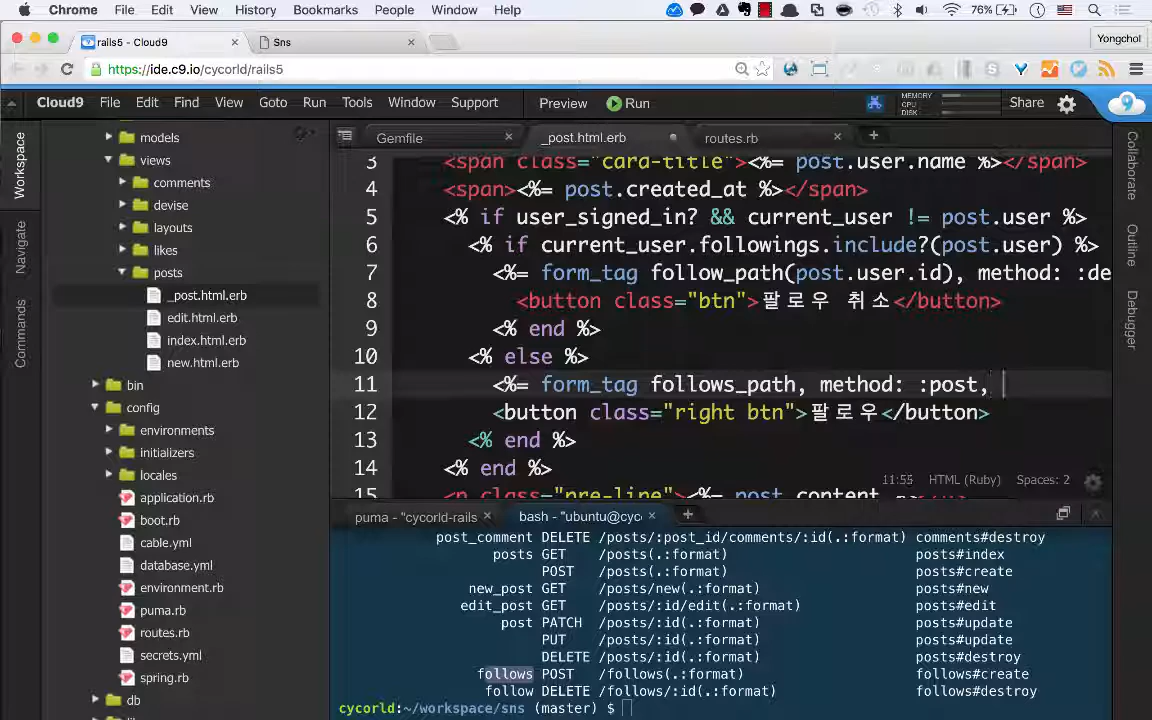 Chrome File Edit View History Bookmarks People Window Help 76%
rails5 - Cloud9 Sns Yongchol
https://ide.c9.io/cycorld/rails5
Cloud9 File Edit Find View Goto Run Tools Window Support Preview Run MEMORY CPU DISK Share
Workspace
Navigate
Commands
models
views
comments
devise
layouts
likes
posts
_post.html.erb
edit.html.erb
index.html.erb
new.html.erb
bin
config
environments
initializers
locales
application.rb
boot.rb
cable.yml
database.yml
environment.rb
puma.rb
routes.rb
secrets.yml
spring.rb
db
Gemfile _post.html.erb routes.rb
3 <span class="card-title"><%= post.user.name %></span>
4 <span><%= post.created_at %></span>
5 <% if user_signed_in? && current_user != post.user %>
6 <% if current_user.followings.include?(post.user) %>
7 <%= form_tag follow_path(post.user.id), method: :de
8 <button class="btn">팔로우 취소</button>
9 <% end %>
10 <% else %>
11 <%= form_tag follows_path, method: :post,
12 <button class="right btn">팔로우</button>
13 <% end %>
14 <% end %>
15 <p class="pre-line"><%= post.content
11:55 HTML (Ruby) Spaces: 2
puma - "cycorld-rails bash - "ubuntu@cyc
post_comment DELETE /posts/:post_id/comments/:id(.:format) comments#destroy
posts GET /posts(.:format) posts#index
POST /posts(.:format) posts#create
new_post GET /posts/new(.:format) posts#new
edit_post GET /posts/:id/edit(.:format) posts#edit
post PATCH /posts/:id(.:format) posts#update
PUT /posts/:id(.:format) posts#update
DELETE /posts/:id(.:format) posts#destroy
follows POST /follows(.:format) follows#create
follow DELETE /follows/:id(.:format) follows#destroy
cycorld:~/workspace/sns (master) $
Collaborate
Outline
Debugger